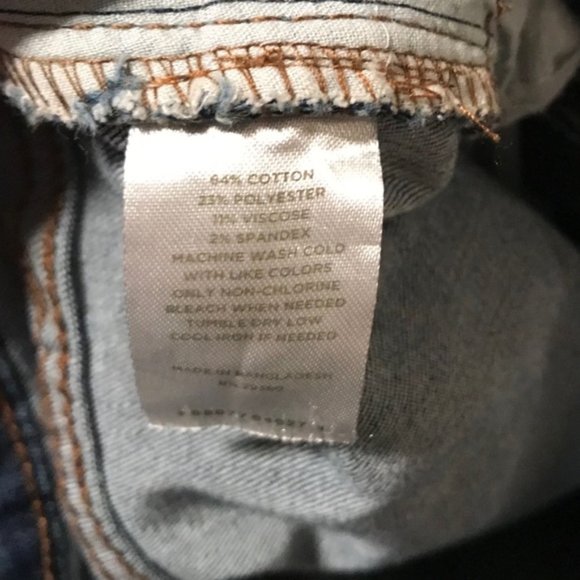 64% COTTON
23% POLYESTER
11% VISCOSE
2% SPANDEX
MACHINE WASH COLD
WITH LIKE COLORS
ONLY NON-CHLORINE
BLEACH WHEN NEEDED
TUMBLE DRY LOW
COOL IRON IF NEEDED
MADE IN BANGLADESH